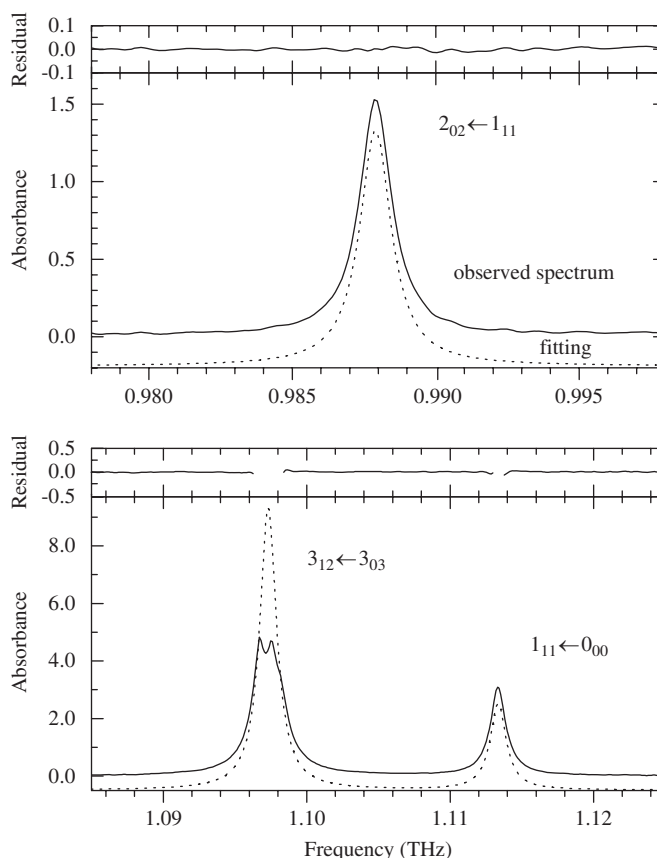 Residual
0.1
0.0
-0.1
Absorbance
1.5
1.0
0.5
0.0
2₀₂←1₁₁
observed spectrum
fitting
0.980 0.985 0.990 0.995
Residual
0.5
0.0
-0.5
Absorbance
8.0
6.0
4.0
2.0
0.0
3₁₂←3₀₃
1₁₁←0₀₀
1.09 1.10 1.11 1.12
Frequency (THz)